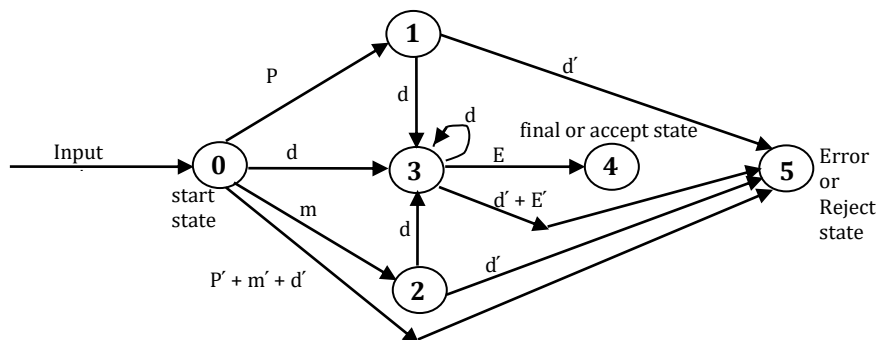 1
P
d′
d
d
final or accept state
Input
0
d
3
E
4
5
Error
or
Reject
state
start
state
m
d
d′ + E′
P′ + m′ + d′
2
d′